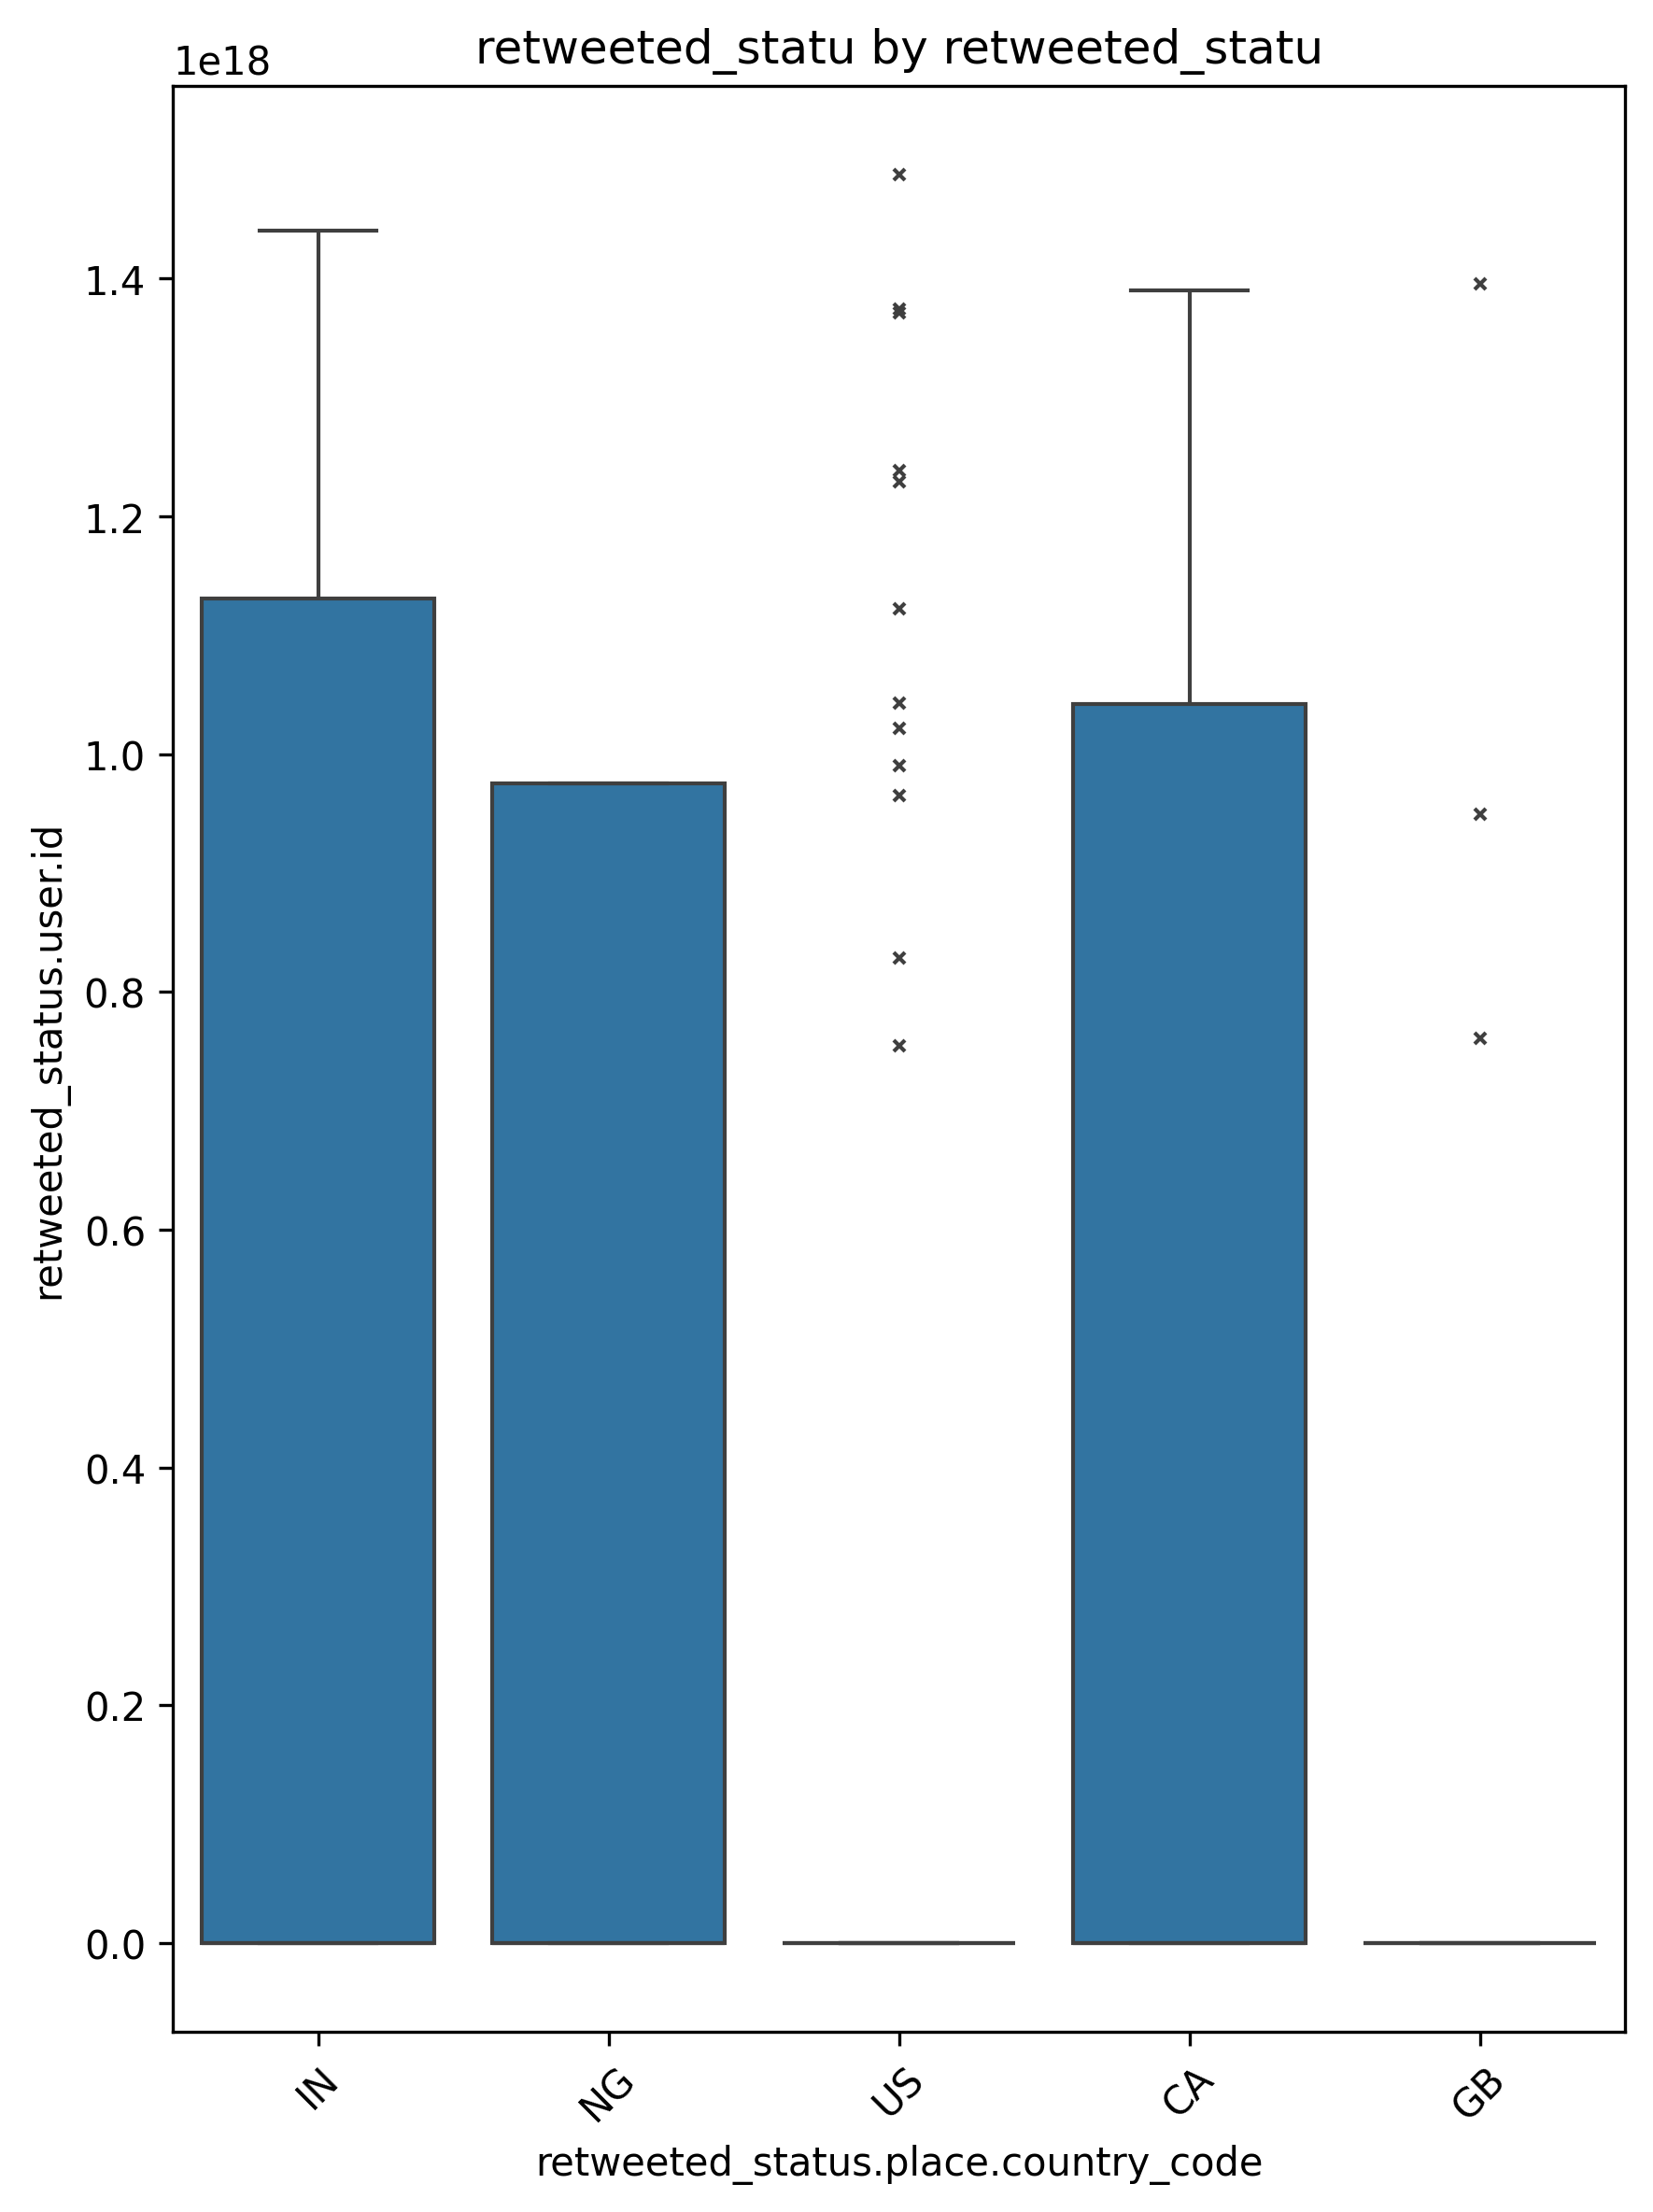 retweeted_statu by retweeted_statu
1e18
1.4
1.2
1.0
0.8
0.6
0.4
0.2
0.0
retweeted_status.user.id
IN
NG
US
CA
GB
retweeted_status.place.country_code